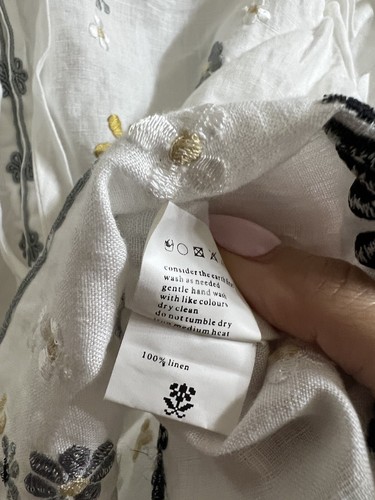 consider the earth
wash as needed
gentle hand wash
with like colours
dry clean
do not tumble dry
medium heat
100% linen